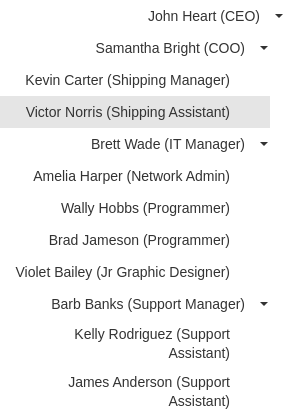 John Heart (CEO)
Samantha Bright (COO)
Kevin Carter (Shipping Manager)
Victor Norris (Shipping Assistant)
Brett Wade (IT Manager)
Amelia Harper (Network Admin)
Wally Hobbs (Programmer)
Brad Jameson (Programmer)
Violet Bailey (Jr Graphic Designer)
Barb Banks (Support Manager)
Kelly Rodriguez (Support
Assistant)
James Anderson (Support
Assistant)